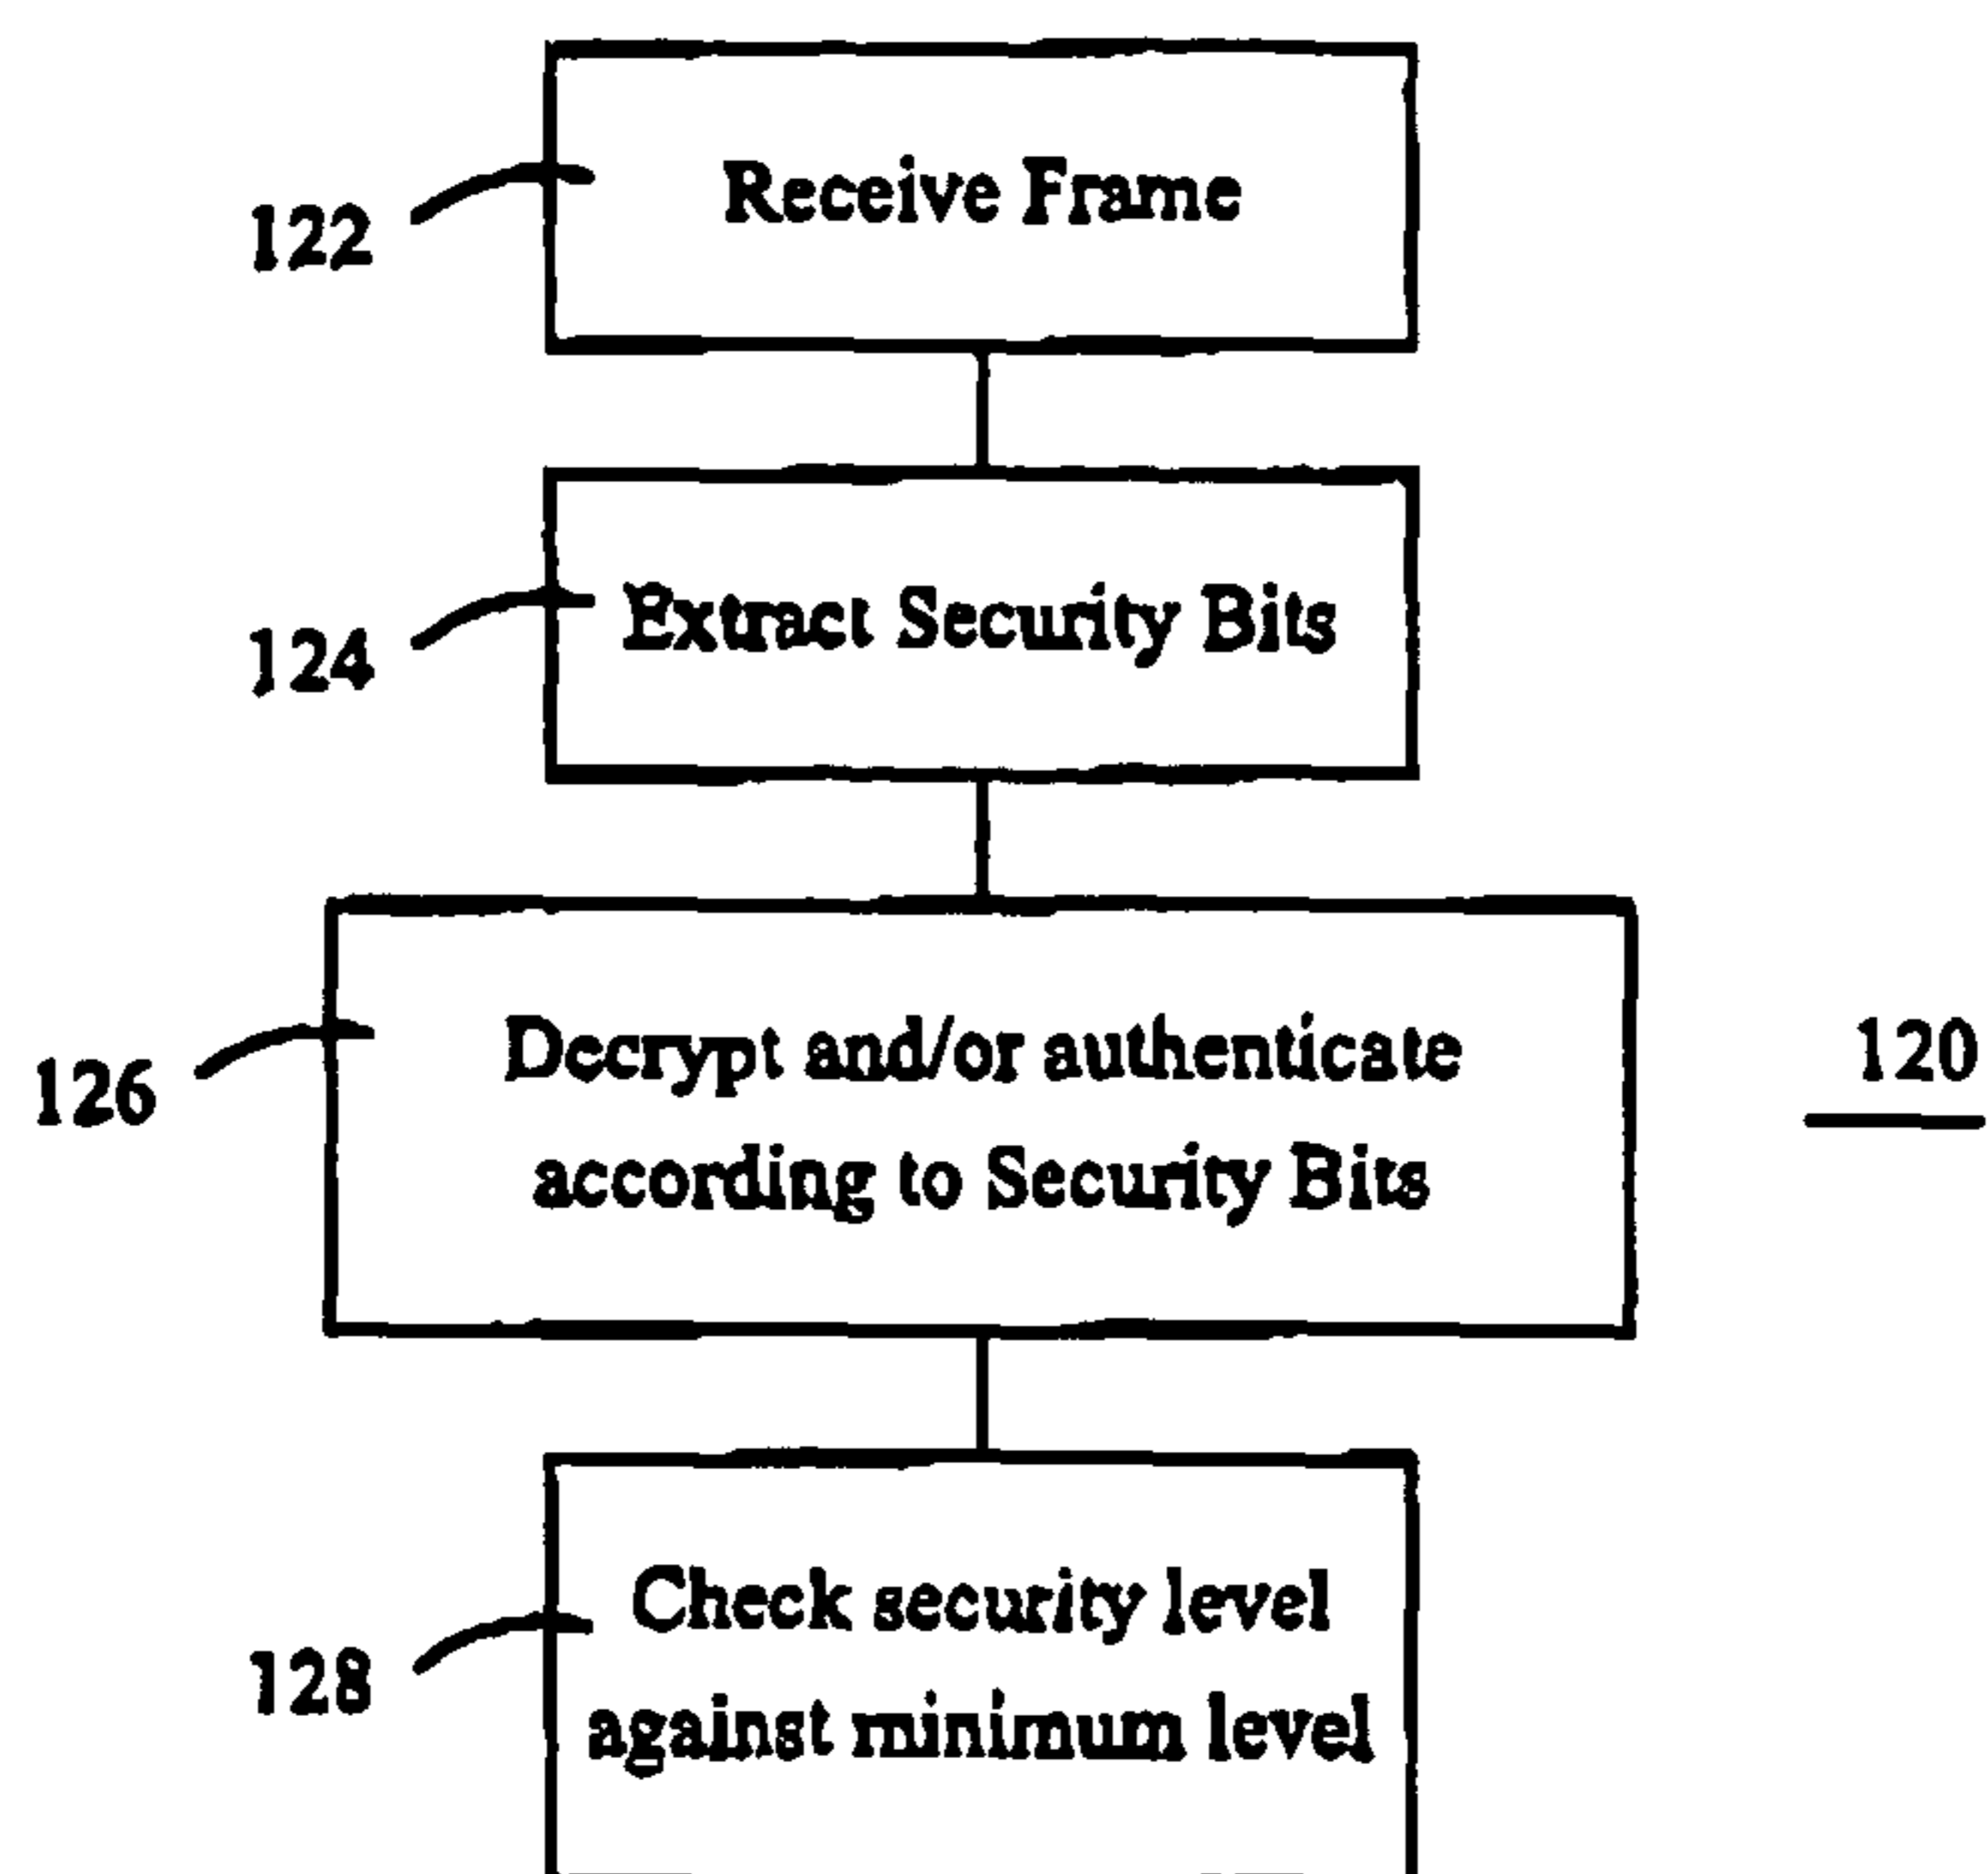 Receive Frame
122
Extract Security Bits
124
Decrypt and/or authenticate
according to Security Bits
126
120
Check security level
against minimum level
128